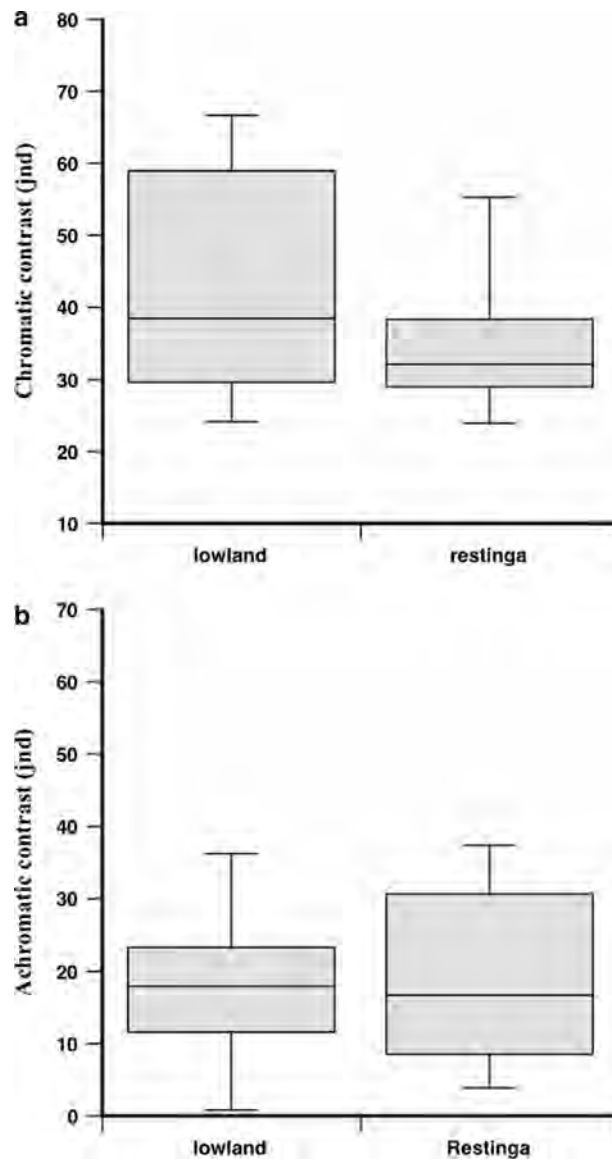 a
Chromatic contrast (jnd)
80
70
60
50
40
30
20
10
lowland restinga
b
Achromatic contrast (jnd)
70
60
50
40
30
20
10
0
lowland Restinga